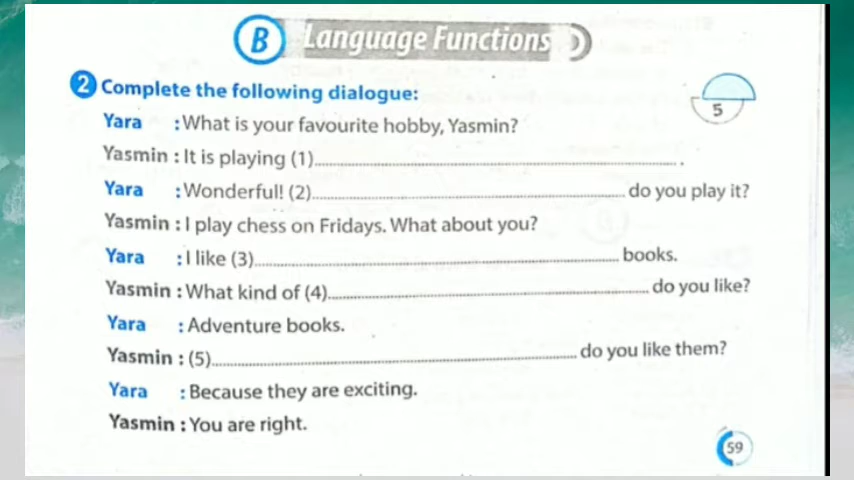 B Language Functions
2 Complete the following dialogue:
5
Yara : What is your favourite hobby, Yasmin?
Yasmin : It is playing (1)........................ .
Yara : Wonderful! (2)........................ do you play it?
Yasmin : I play chess on Fridays. What about you?
Yara : I like (3)........................ books.
Yasmin : What kind of (4)........................ do you like?
Yara : Adventure books.
Yasmin : (5)........................ do you like them?
Yara : Because they are exciting.
Yasmin : You are right.
59